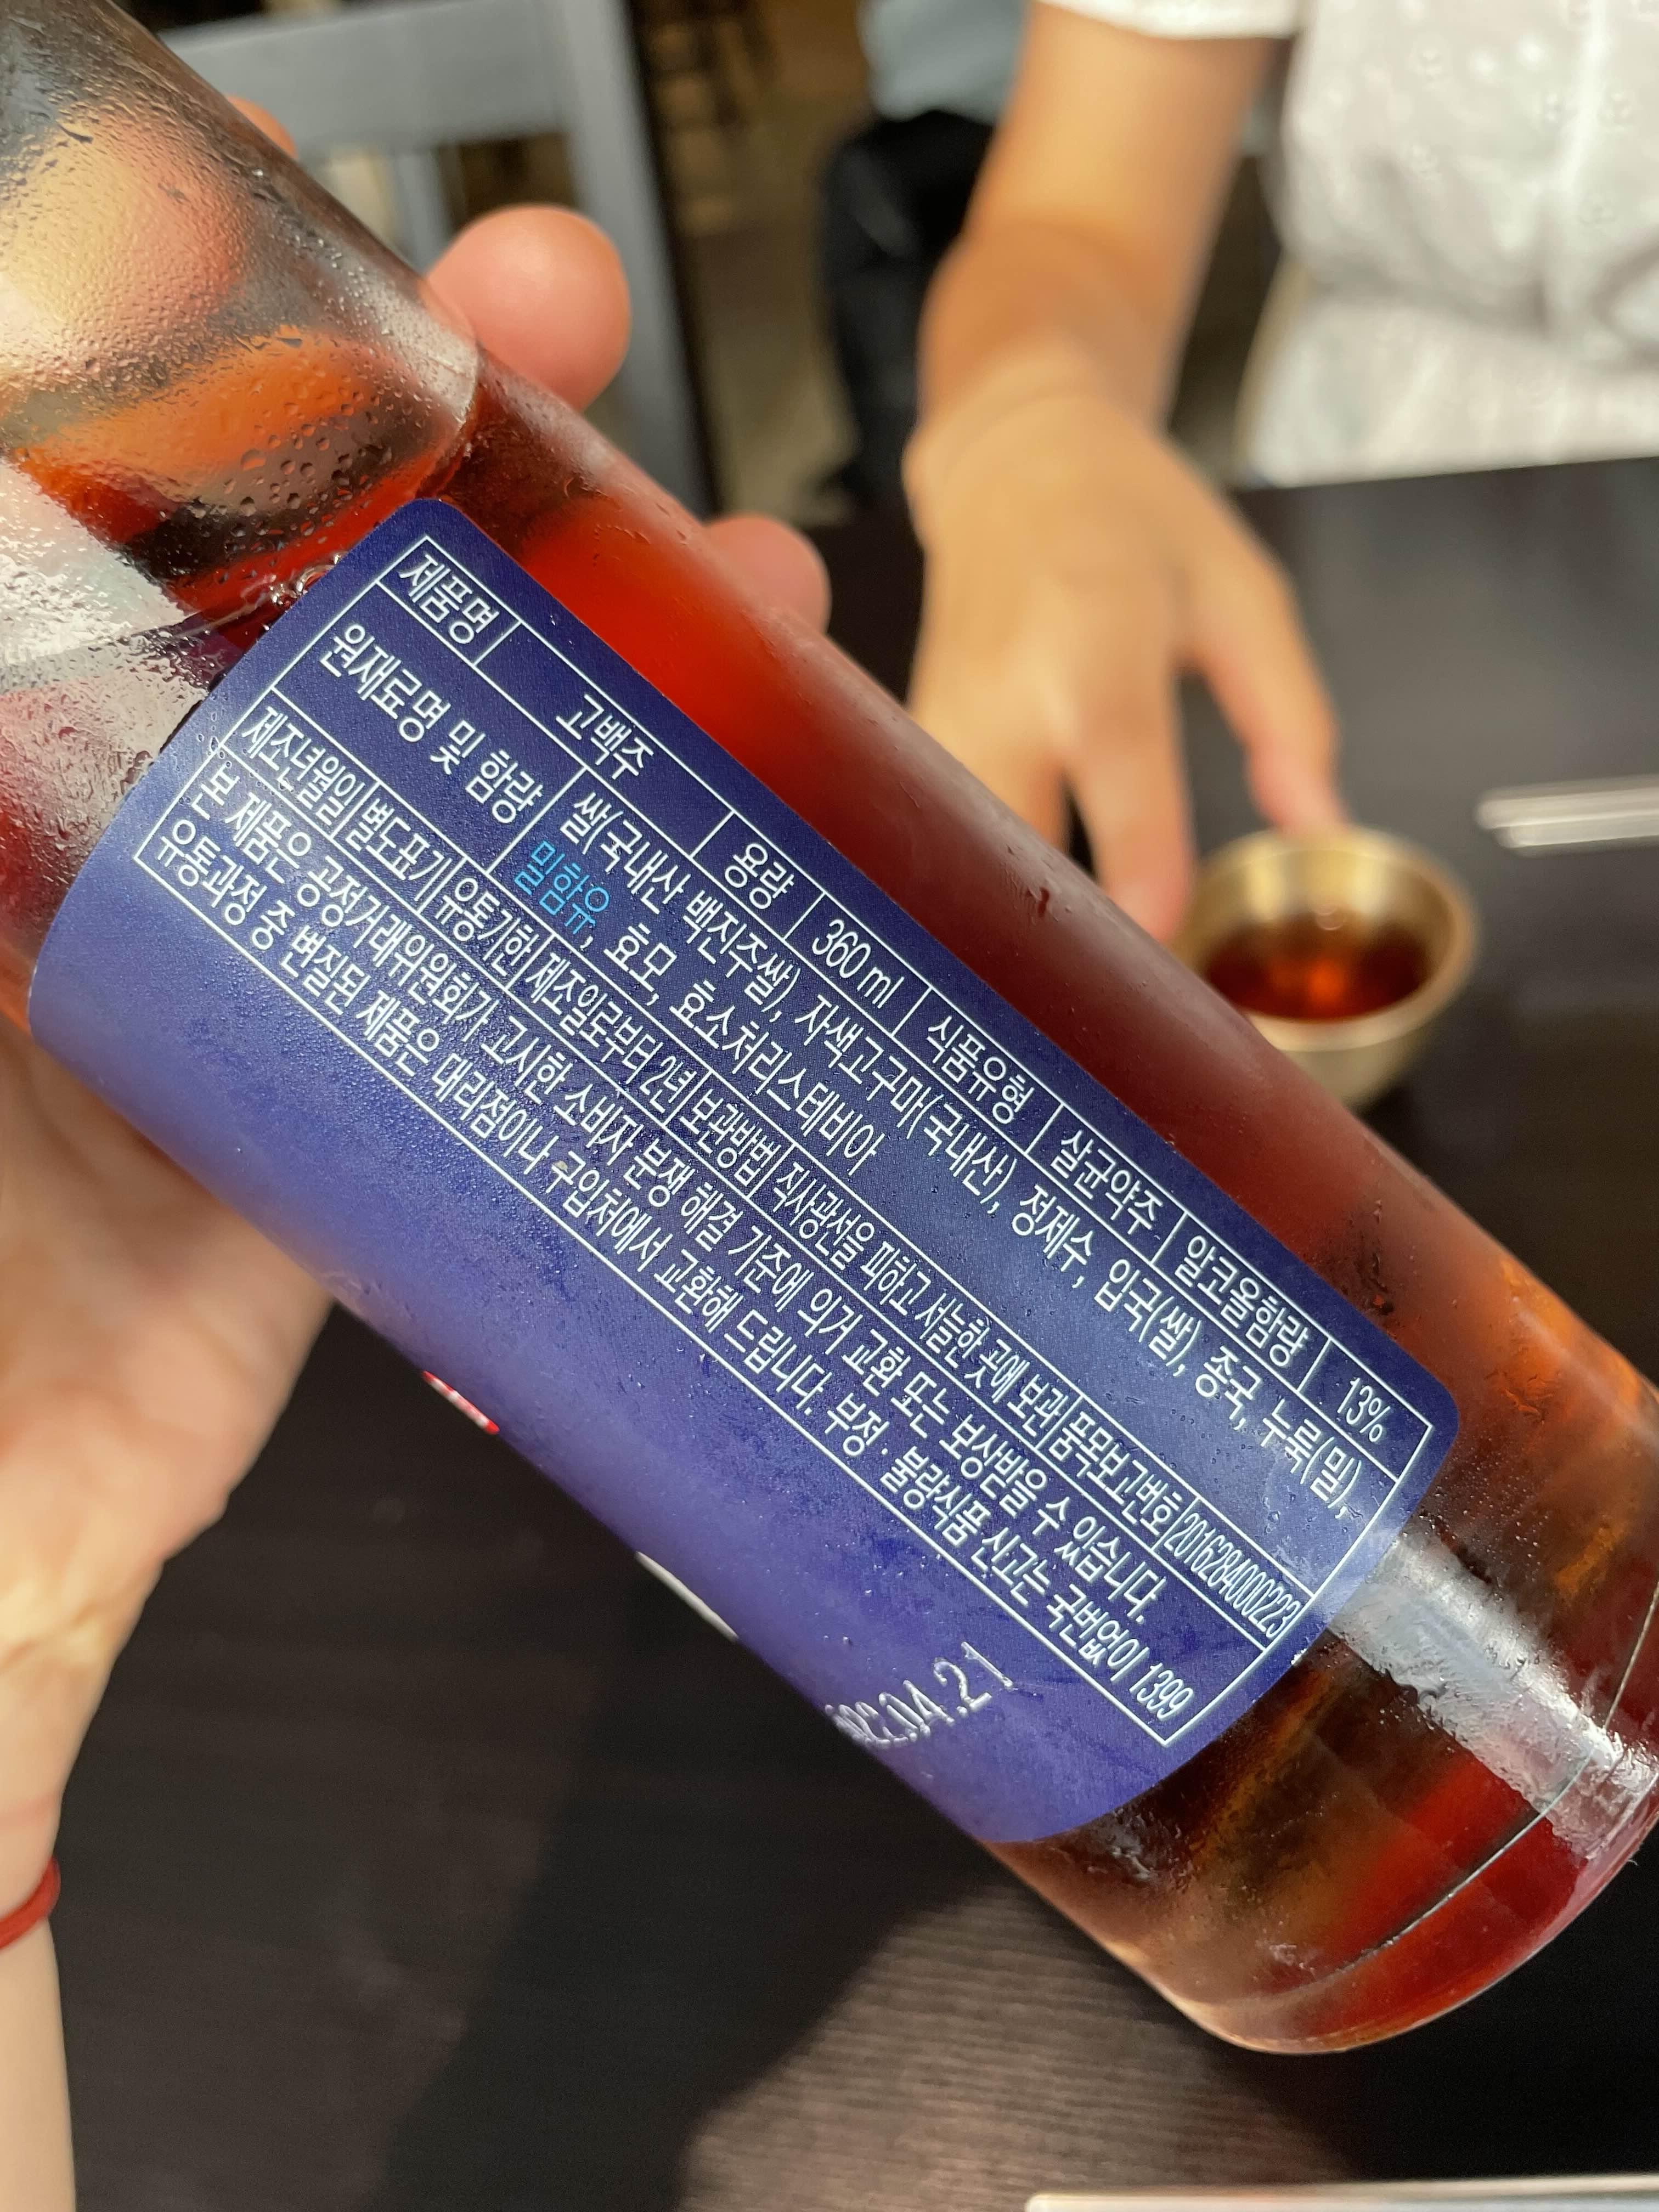 제품명 고백주 용량 360 ml 식품유형 살균약주 알코올함량 13%
원재료명 및 함량 쌀(국내산 백진주쌀), 자색고구마(국내산), 정제수, 입국(쌀), 종국, 누룩(밀),
밀함유, 효모, 효소처리스테비아
제조년월일 별도표기 유통기한 제조일로부터 2년 보관방법 직사광선을 피하고 서늘한 곳에 보관 품목보고번호 2016284000223
본 제품은 공정거래위원회가 고시한 소비자 분쟁 해결 기준에 의거 교환 또는 보상받을 수 있습니다.
유통과정 중 변질된 제품은 대리점이나 구입처에서 교환해 드립니다. 부정·불량식품 신고는 국번없이 1399
04.21